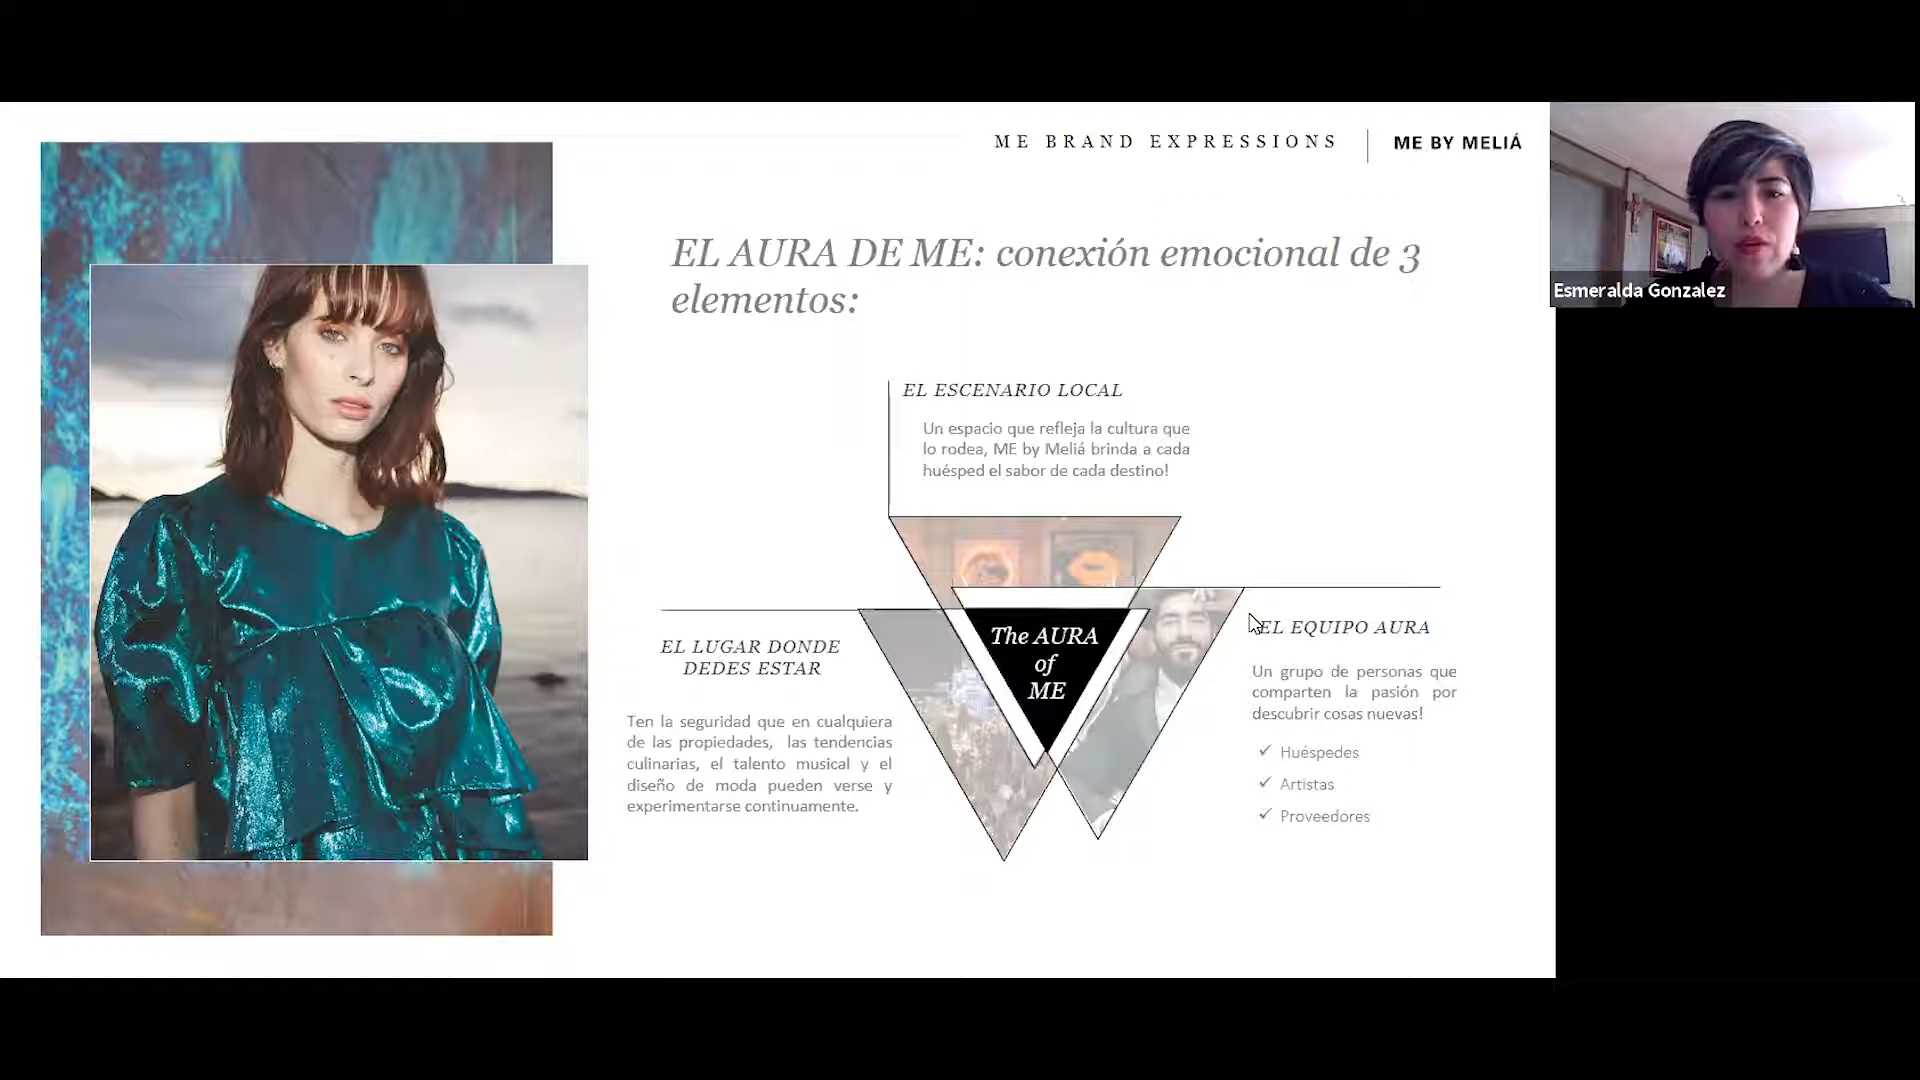 ME BRAND EXPRESSIONS
ME BY MELIÁ
EL AURA DE ME: conexión emocional de 3
elementos:
EL ESCENARIO LOCAL
Un espacio que refleja la cultura que
lo rodea, ME by Meliá brinda a cada
huésped el sabor de cada destino!
EL LUGAR DONDE
DEDES ESTAR
Ten la seguridad que en cualquiera
de las propiedades, las tendencias
culinarias, el talento musical y el
diseño de moda pueden verse y
experimentarse continuamente.
The AURA
of
ME
EL EQUIPO AURA
Un grupo de personas que
comparten la pasión por
descubrir cosas nuevas!
✓ Huéspedes
✓ Artistas
✓ Proveedores
Esmeralda Gonzalez